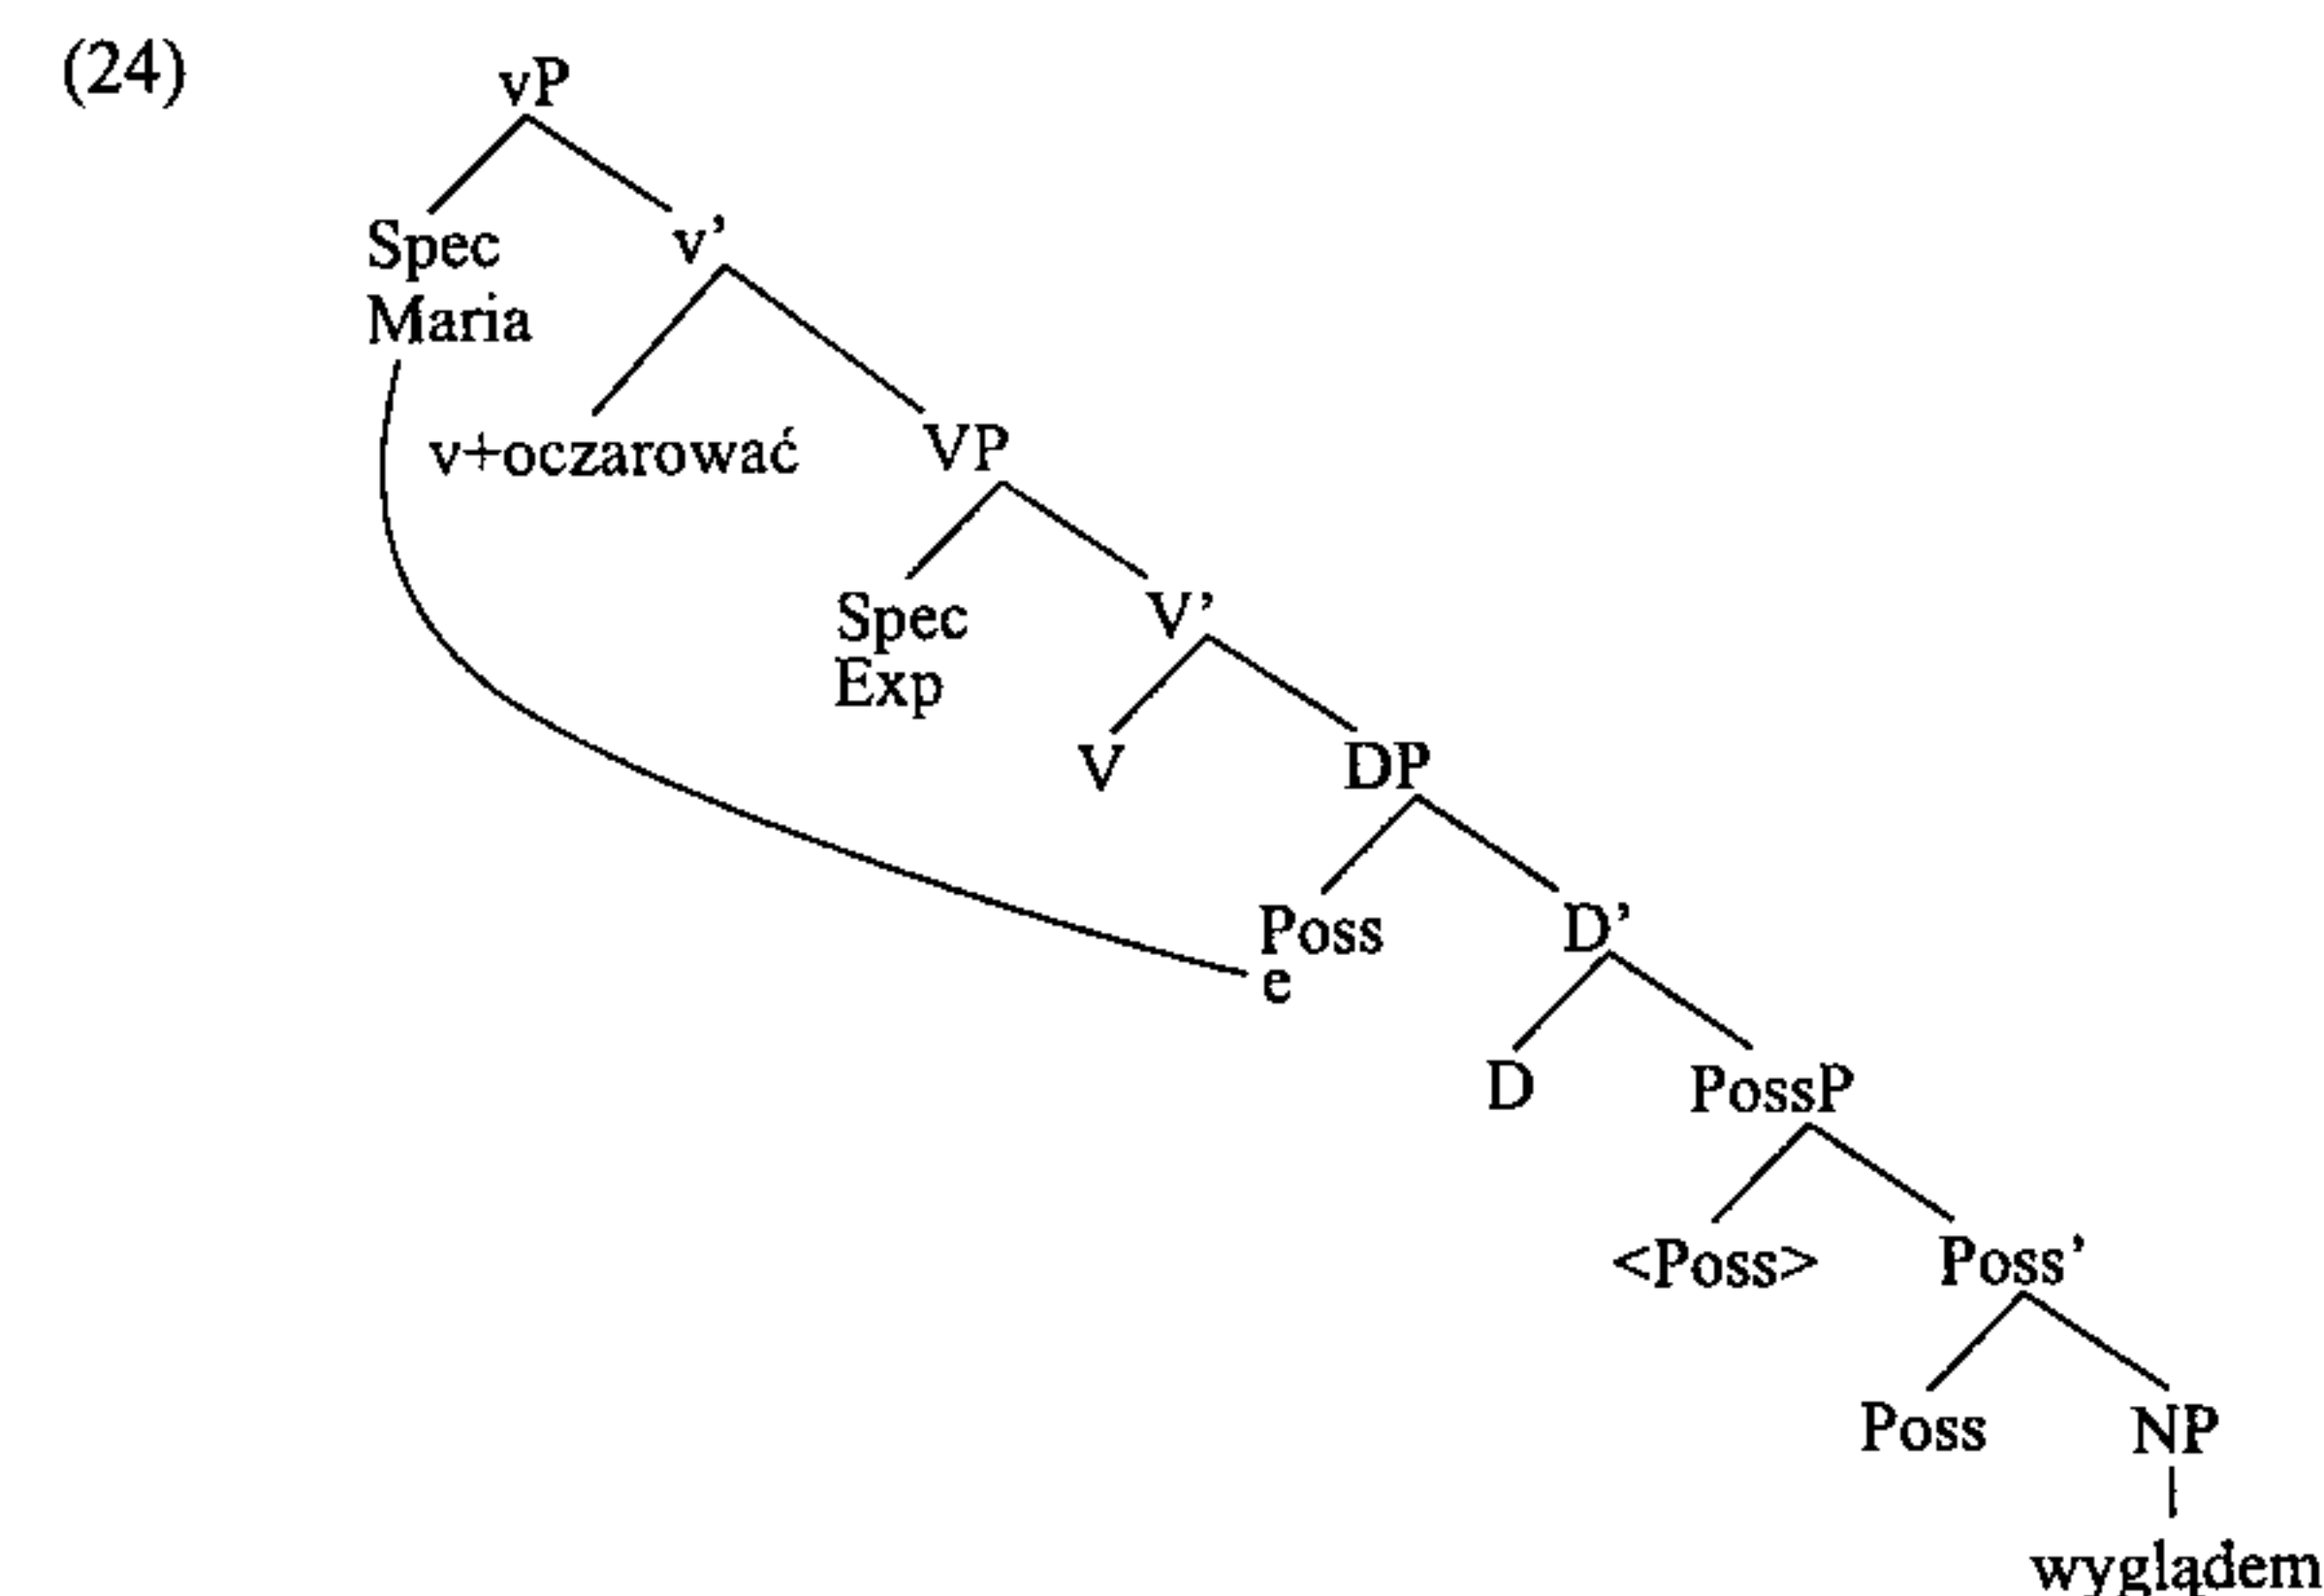 (24)
vP
Spec v’
Maria
v+oczarować VP
Spec V’
Exp
V DP
Poss D’
e
D PossP
<Poss> Poss’
Poss NP
wyglądem